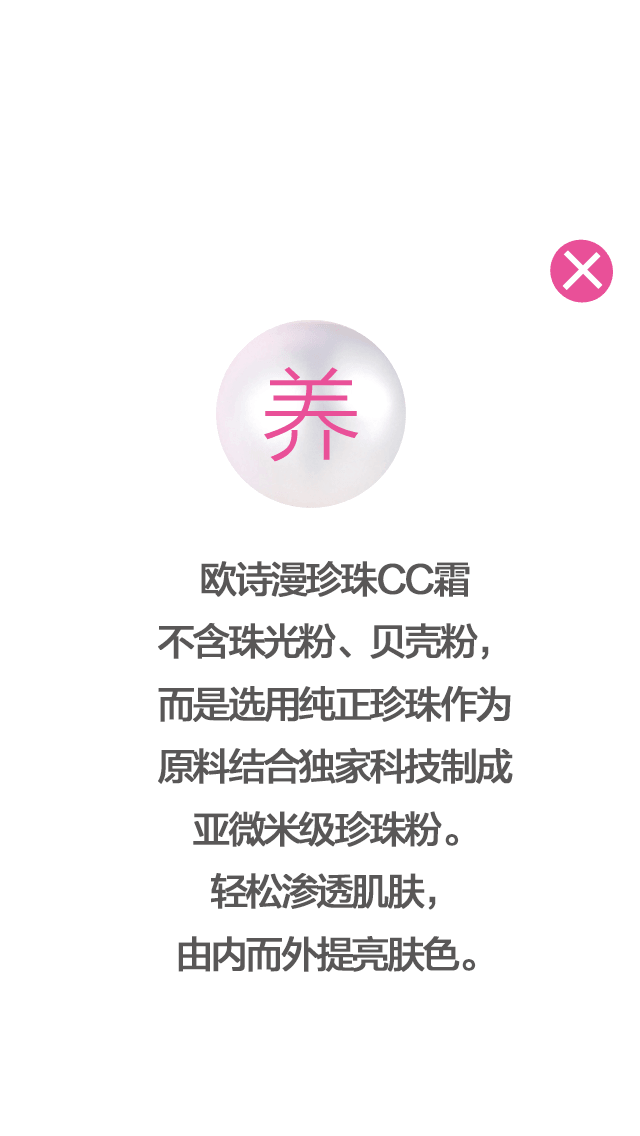 养
欧诗漫珍珠CC霜
不含珠光粉、贝壳粉，
而是选用纯正珍珠作为
原料结合独家科技制成
亚微米级珍珠粉。
轻松渗透肌肤，
由内而外提亮肤色。